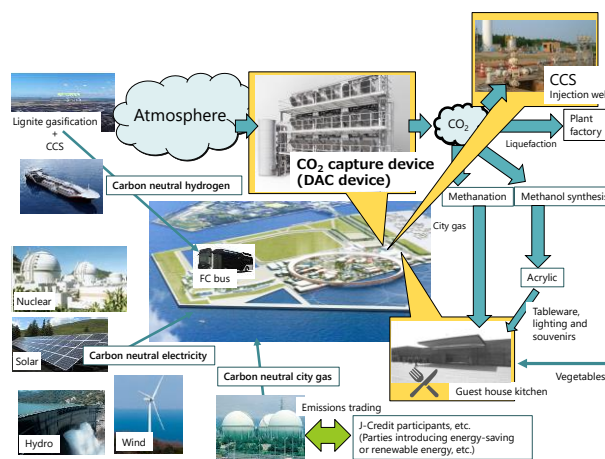 Atmosphere
CO₂ capture device
(DAC device)
CO₂
CCS
Injection well
Plant
factory
Liquefaction
Lignite gasification
+
CCS
Carbon neutral hydrogen
FC bus
Methanation
Methanol synthesis
City gas
Acrylic
Tableware,
lighting and
souvenirs
Nuclear
Solar
Carbon neutral electricity
Hydro
Wind
Carbon neutral city gas
Guest house kitchen
Vegetables
Emissions trading
J-Credit participants, etc.
(Parties introducing energy-saving
or renewable energy, etc.)